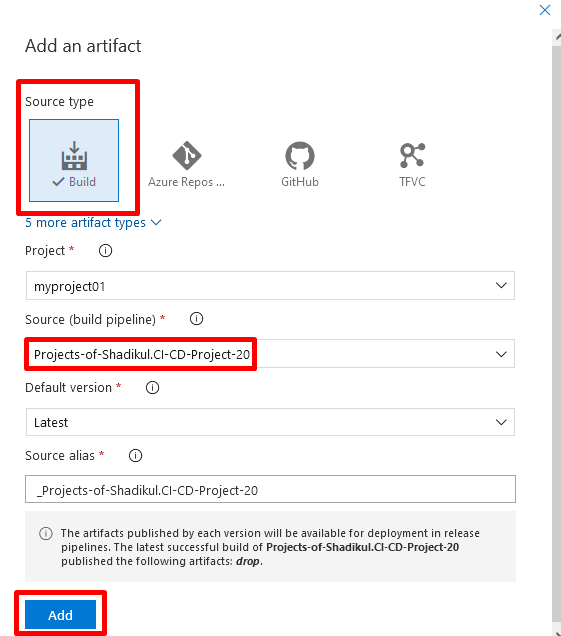 Add an artifact
Source type
Build
Azure Repos ...
GitHub
TFVC
5 more artifact types
Project *
myproject01
Source (build pipeline) *
Projects-of-Shadikul.CI-CD-Project-20
Default version *
Latest
Source alias *
_Projects-of-Shadikul.CI-CD-Project-20
The artifacts published by each version will be available for deployment in release
pipelines. The latest successful build of Projects-of-Shadikul.CI-CD-Project-20
published the following artifacts: drop.
Add